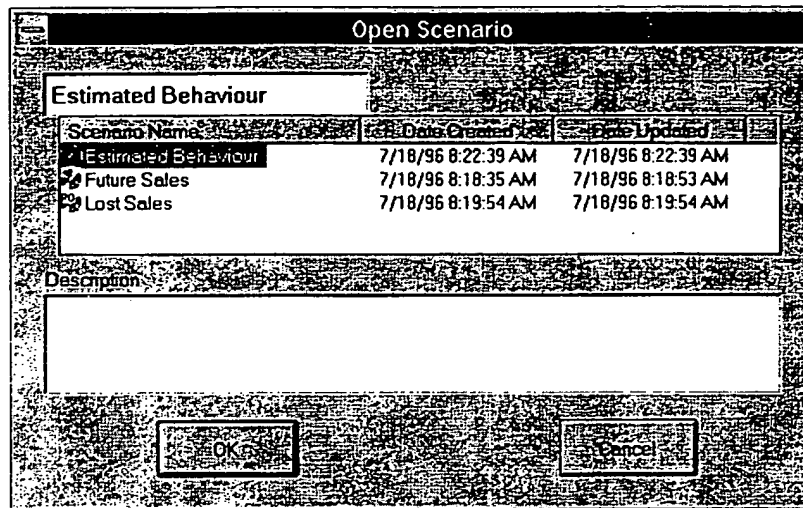 Open Scenario
Estimated Behaviour
Scenario Name Date Created Date Updated
Estimated Behaviour 7/18/96 8:22:39 AM 7/18/96 8:22:39 AM
Future Sales 7/18/96 8:18:35 AM 7/18/96 8:18:53 AM
Lost Sales 7/18/96 8:19:54 AM 7/18/96 8:19:54 AM
Description
OK Cancel